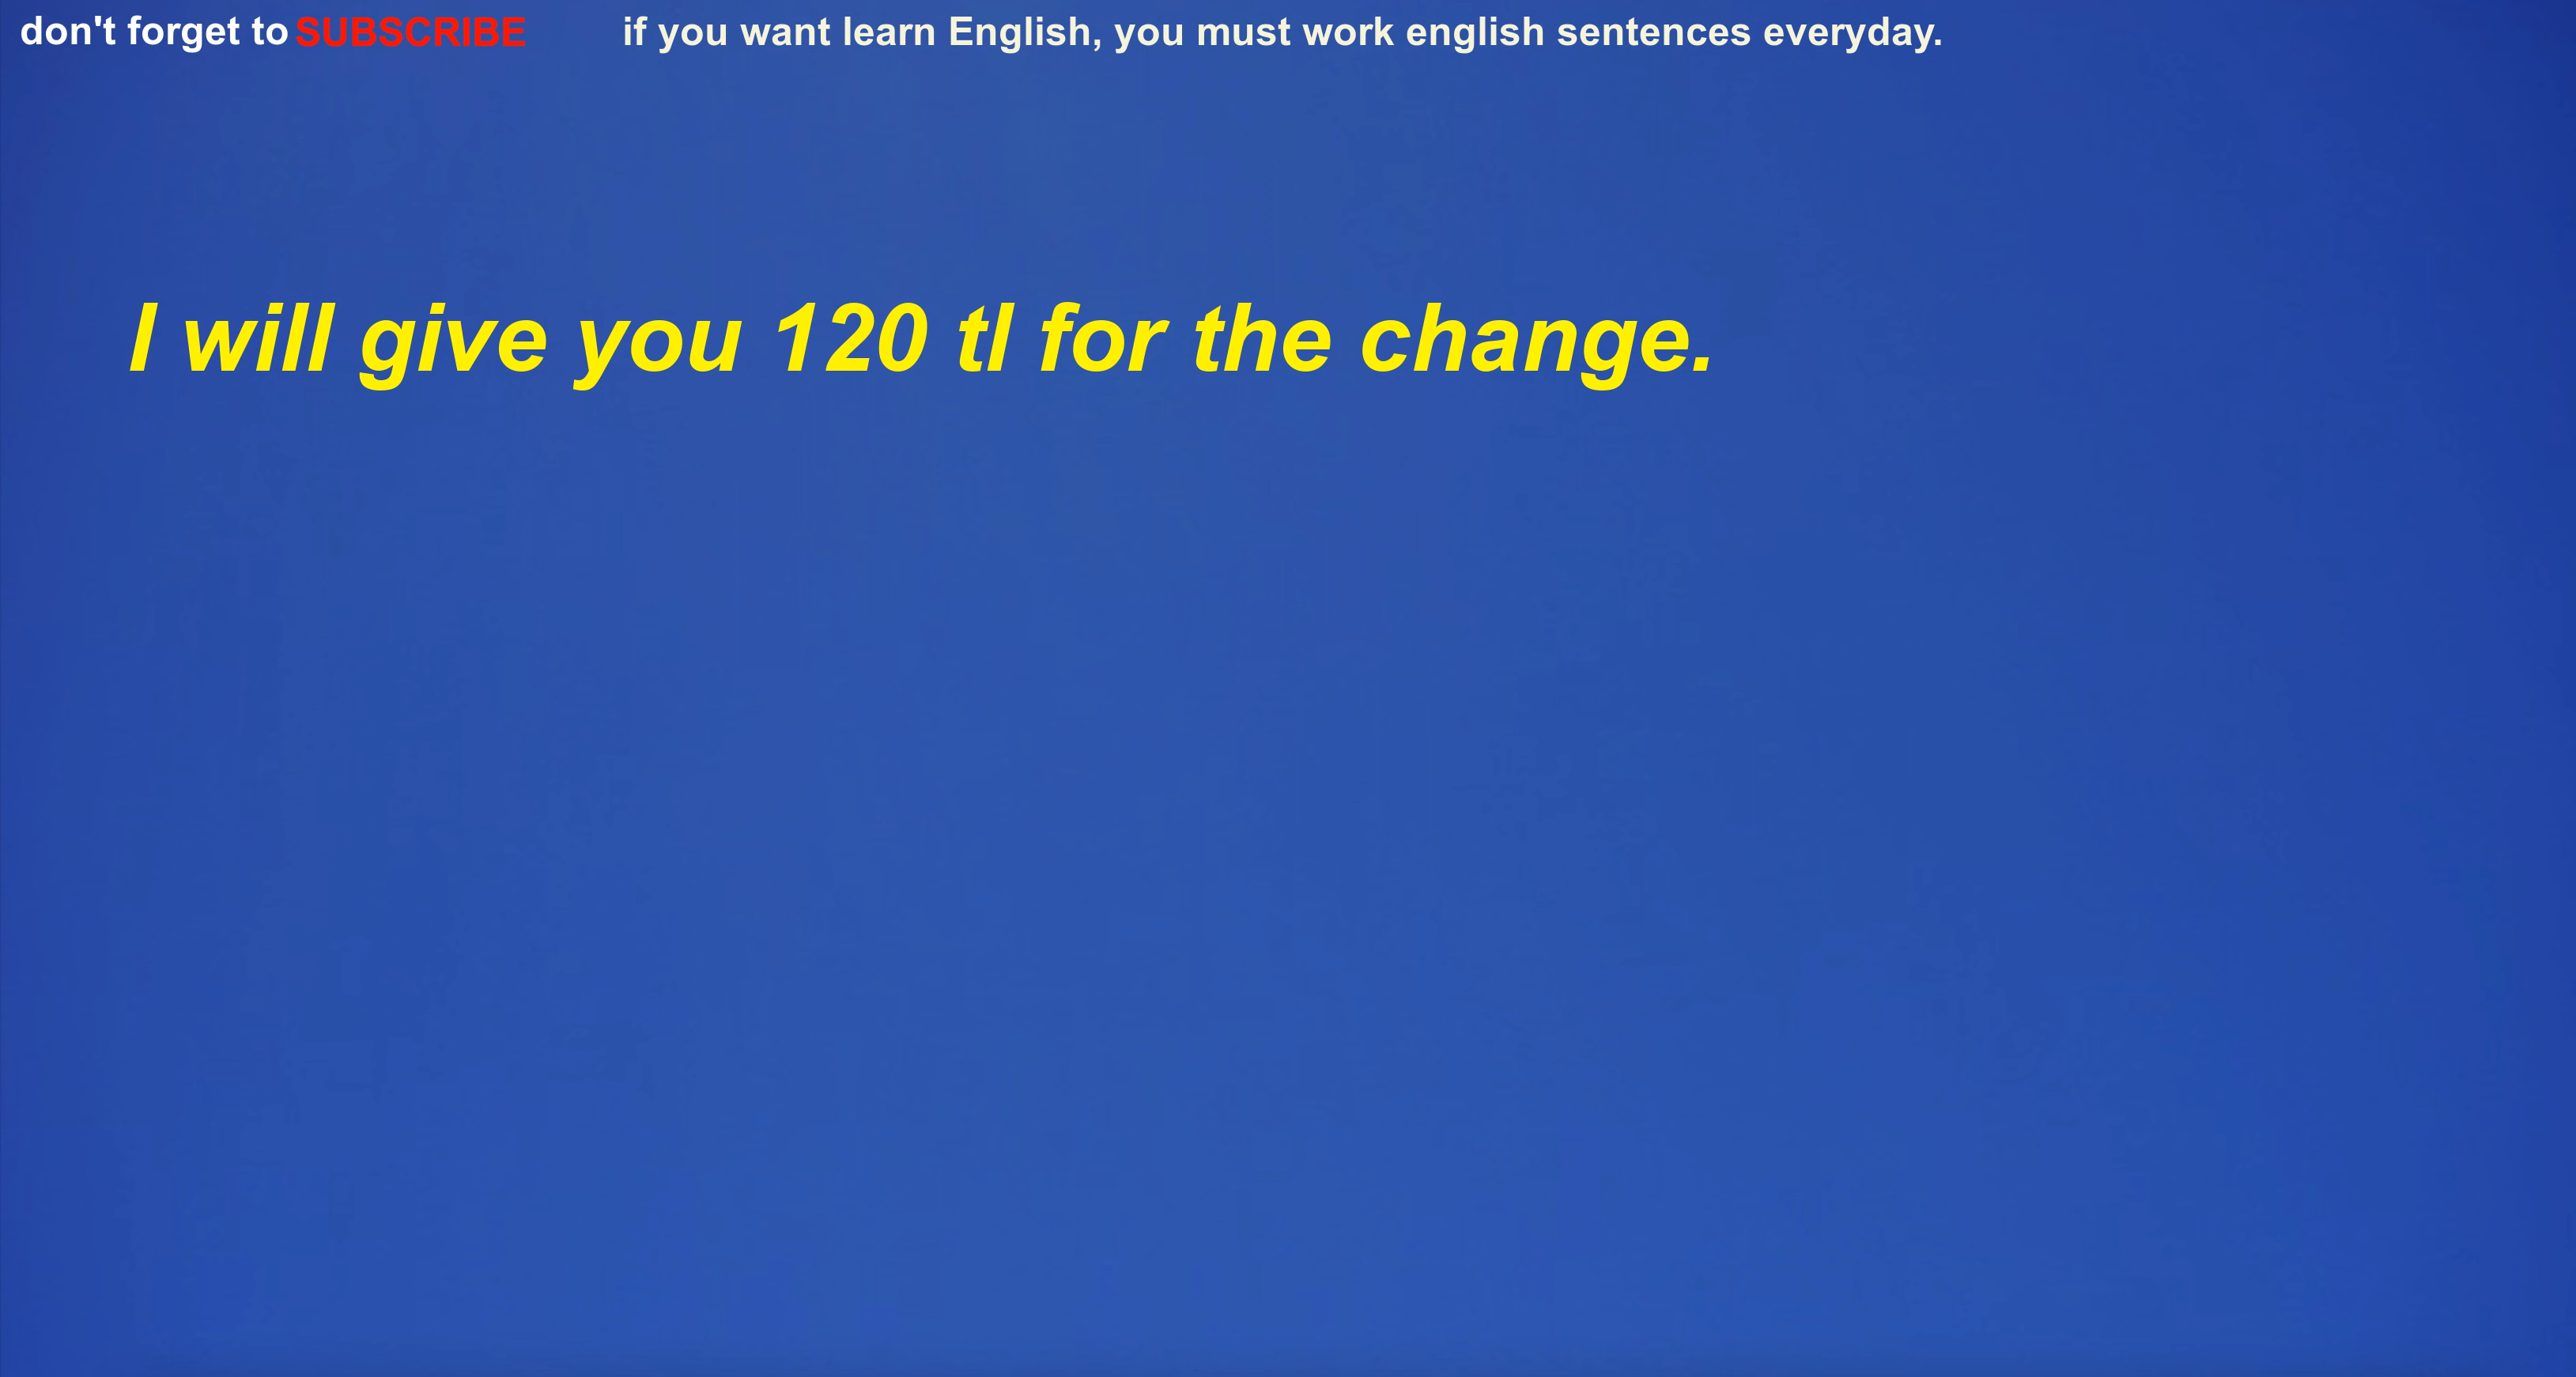 don't forget to SUBSCRIBE if you want learn English, you must work english sentences everyday.
I will give you 120 tl for the change.